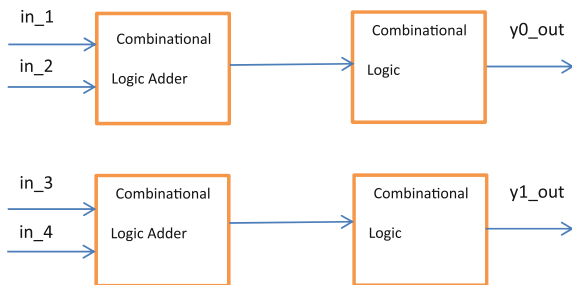 in_1
Combinational
Combinational
y0_out
in_2
Logic Adder
Logic
in_3
Combinational
Combinational
y1_out
in_4
Logic Adder
Logic